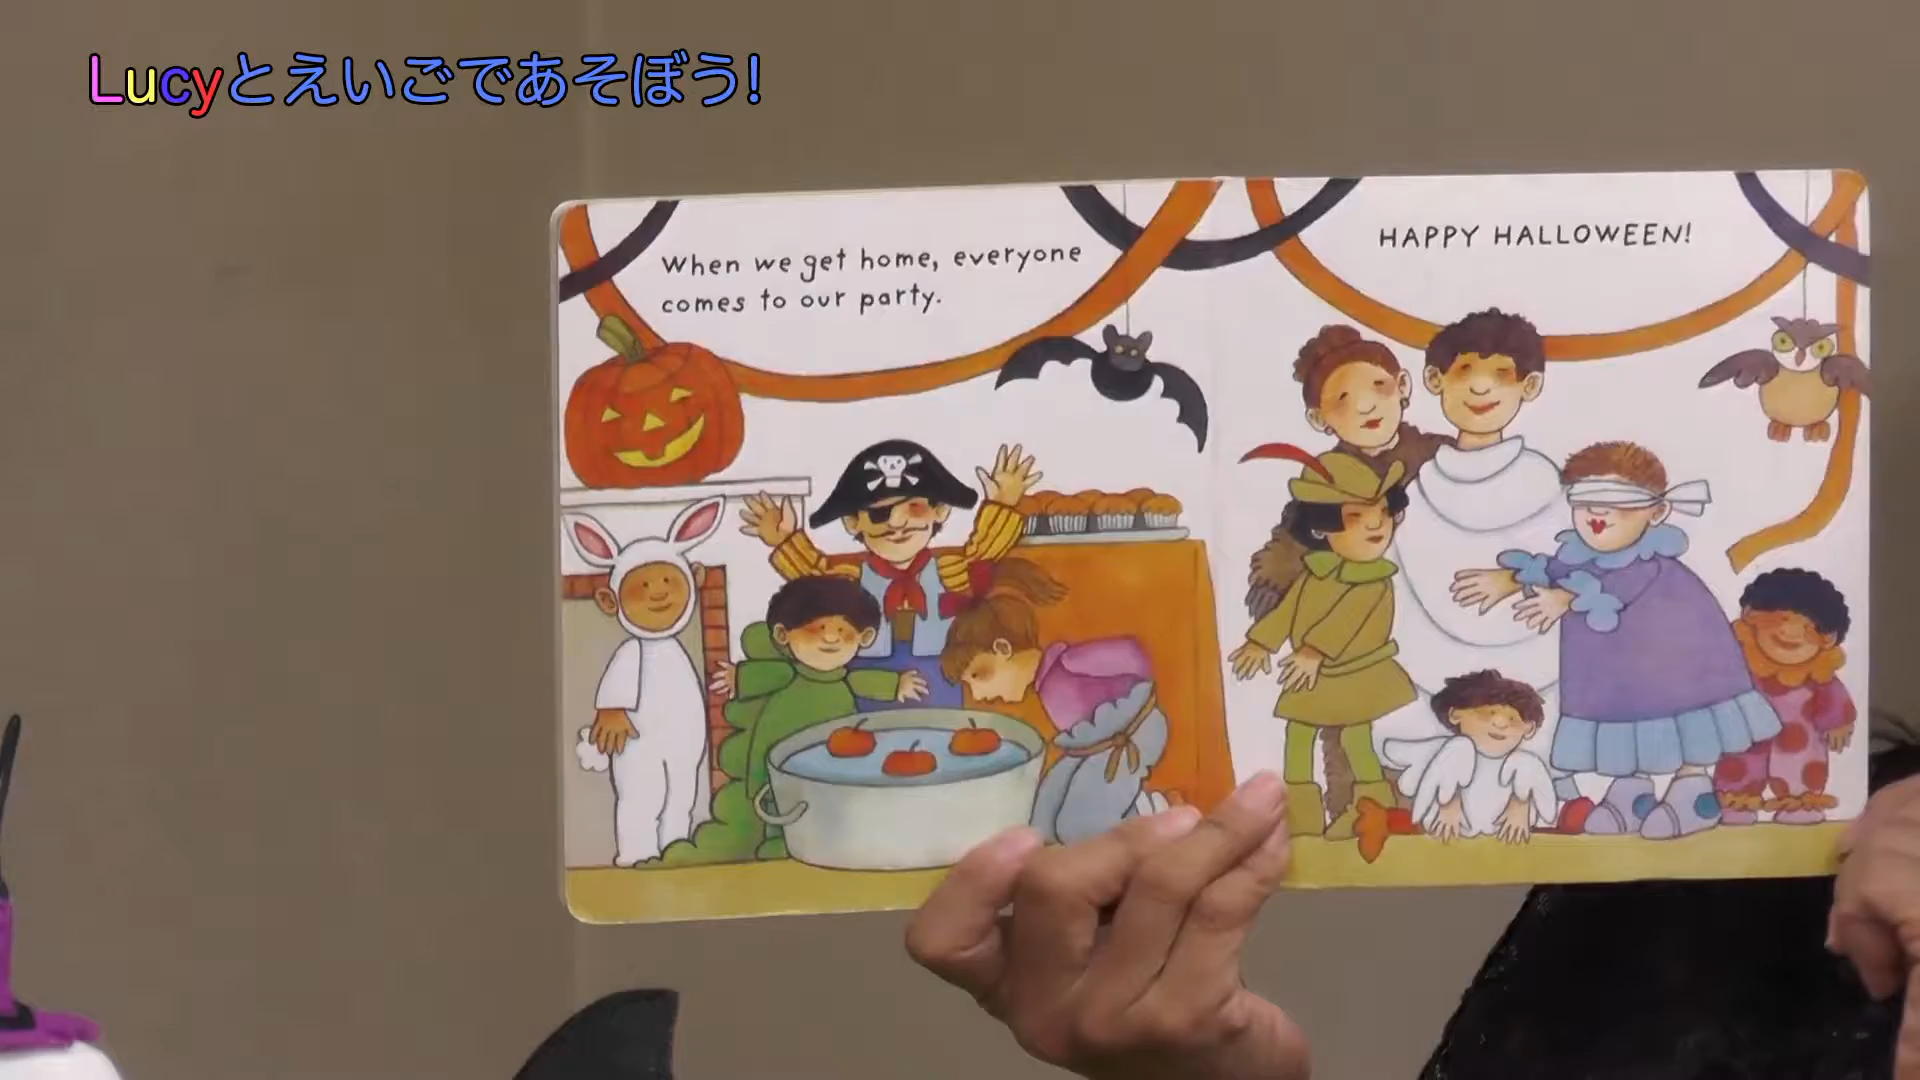 Lucyとえいごであそぼう!
When we get home, everyone
comes to our party.
HAPPY HALLOWEEN!